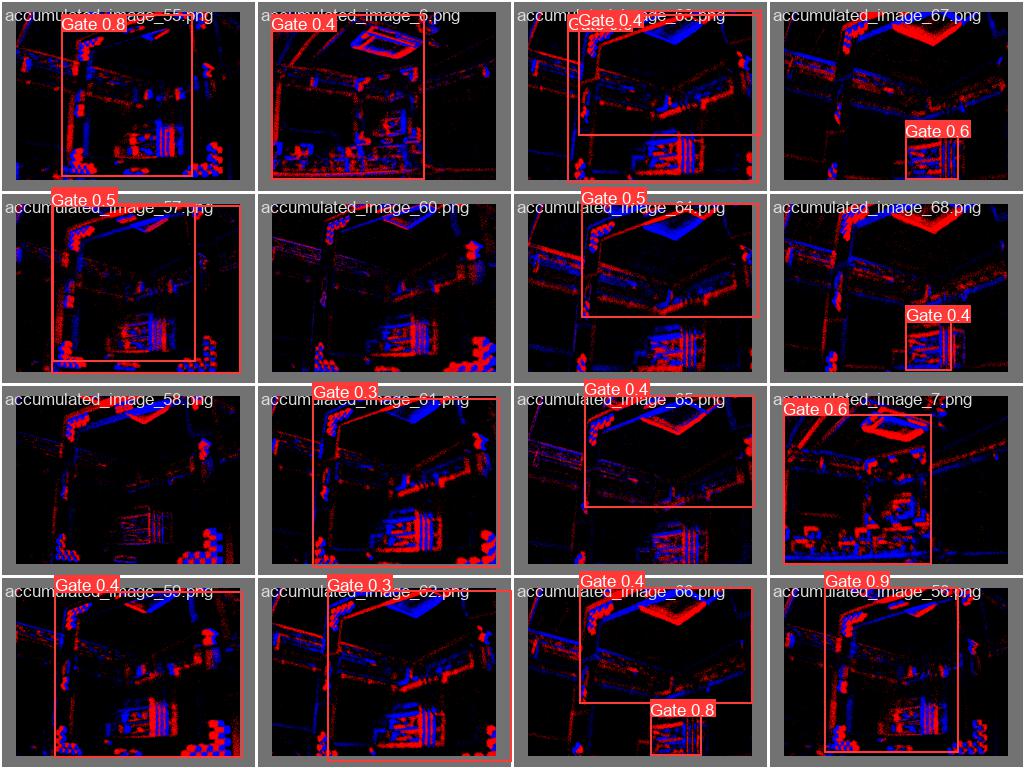 accumulated_image_55.png
Gate 0.8
accumulated_image_6.png
Gate 0.4
accumulated_image_63.png
Gate 0.4
accumulated_image_67.png
Gate 0.6
Gate 0.5
accumulated_image_57.png
accumulated_image_60.png
Gate 0.5
accumulated_image_64.png
accumulated_image_68.png
Gate 0.4
accumulated_image_58.png
Gate 0.3
accumulated_image_61.png
Gate 0.4
accumulated_image_65.png
accumulated_image_7.png
Gate 0.6
Gate 0.4
accumulated_image_59.png
Gate 0.3
accumulated_image_62.png
Gate 0.4
accumulated_image_66.png
Gate 0.8
Gate 0.9
accumulated_image_56.png